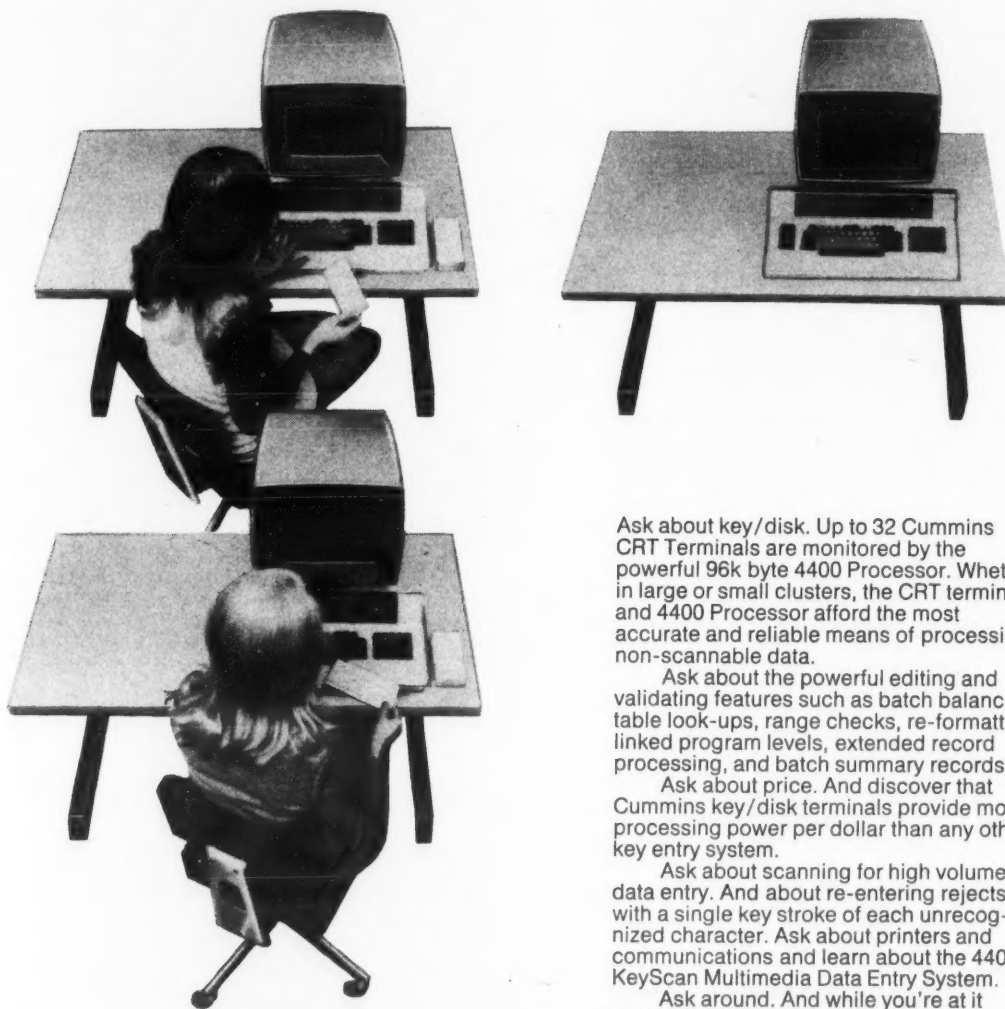 Ask about key/disk. Up to 32 Cummins
CRT Terminals are monitored by the
powerful 96k byte 4400 Processor. Whet
in large or small clusters, the CRT termin
and 4400 Processor afford the most
accurate and reliable means of processi
non-scannable data.
Ask about the powerful editing and
validating features such as batch balanc
table look-ups, range checks, re-formatt
linked program levels, extended record
processing, and batch summary records
Ask about price. And discover that
Cummins key/disk terminals provide mo
processing power per dollar than any oth
key entry system.
Ask about scanning for high volume
data entry. And about re-entering rejects
with a single key stroke of each unrecog-
nized character. Ask about printers and
communications and learn about the 440
KeyScan Multimedia Data Entry System.
Ask around. And while you're at it